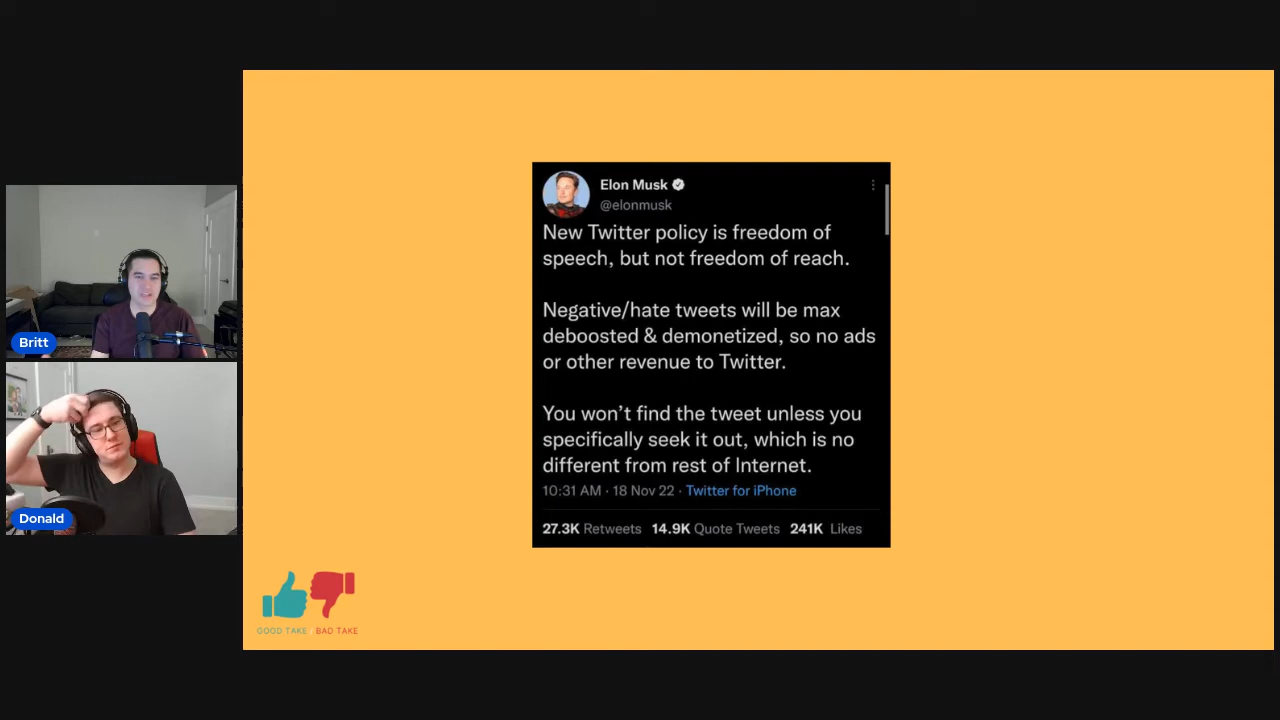 Britt
Donald
Elon Musk
@elonmusk
New Twitter policy is freedom of
speech, but not freedom of reach.
Negative/hate tweets will be max
deboosted & demonetized, so no ads
or other revenue to Twitter.
You won't find the tweet unless you
specifically seek it out, which is no
different from rest of Internet.
10:31 AM · 18 Nov 22 · Twitter for iPhone
27.3K Retweets 14.9K Quote Tweets 241K Likes
GOOD TAKE / BAD TAKE